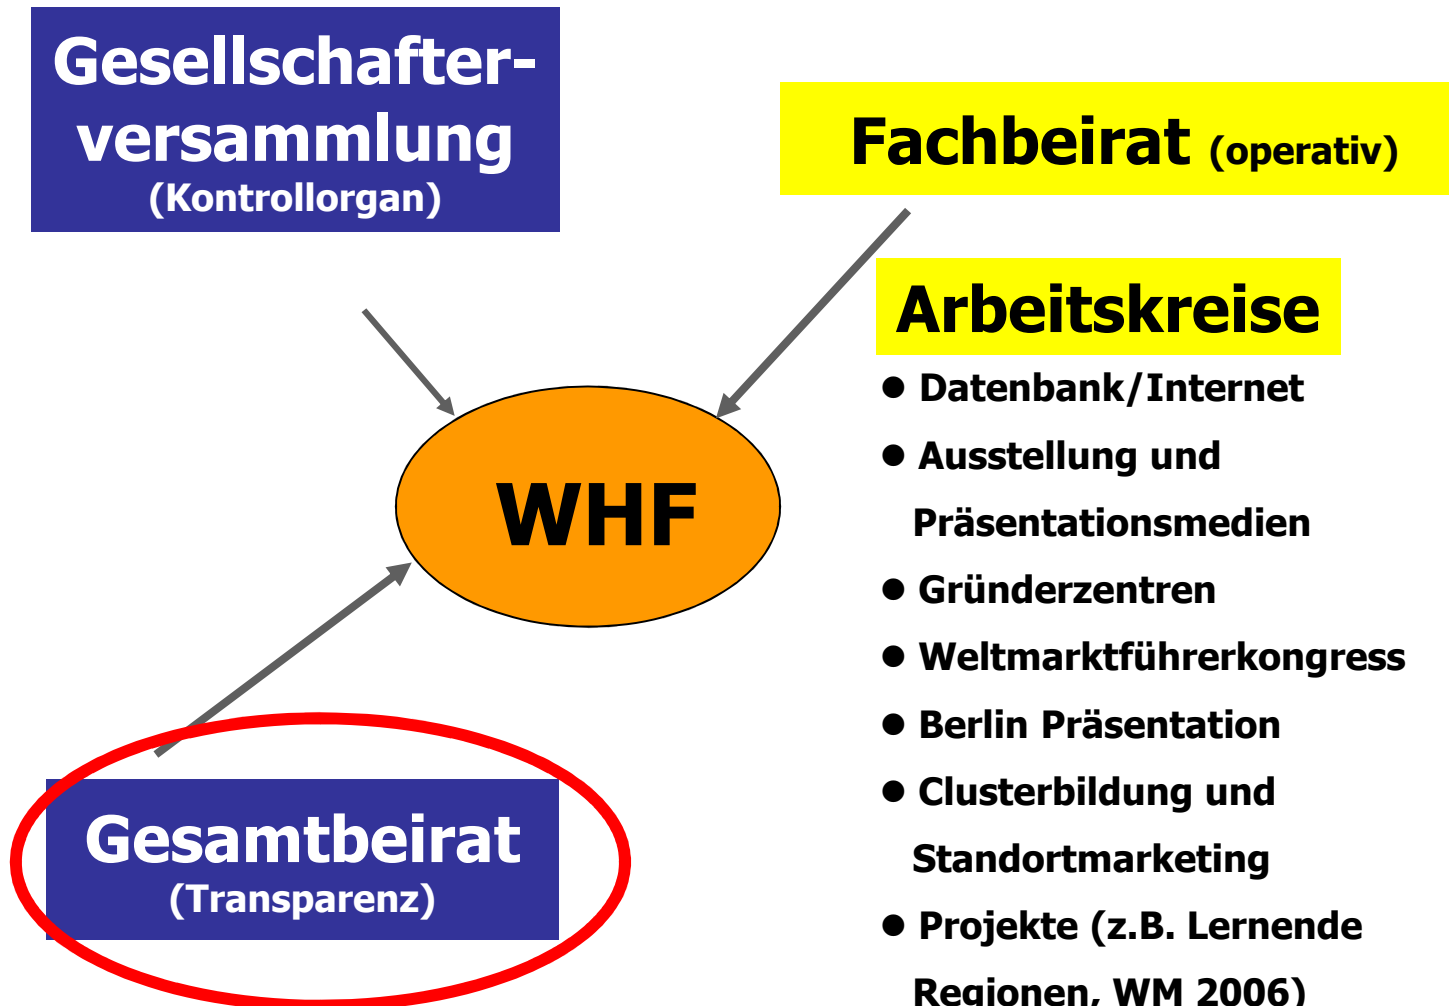 Gesellschafter-
versammlung
(Kontrollorgan)
Fachbeirat (operativ)
Arbeitskreise
● Datenbank/Internet
● Ausstellung und
Präsentationsmedien
● Gründerzentren
● Weltmarktführerkongress
● Berlin Präsentation
● Clusterbildung und
Standortmarketing
● Projekte (z.B. Lernende
Regionen, WM 2006)
WHF
Gesamtbeirat
(Transparenz)